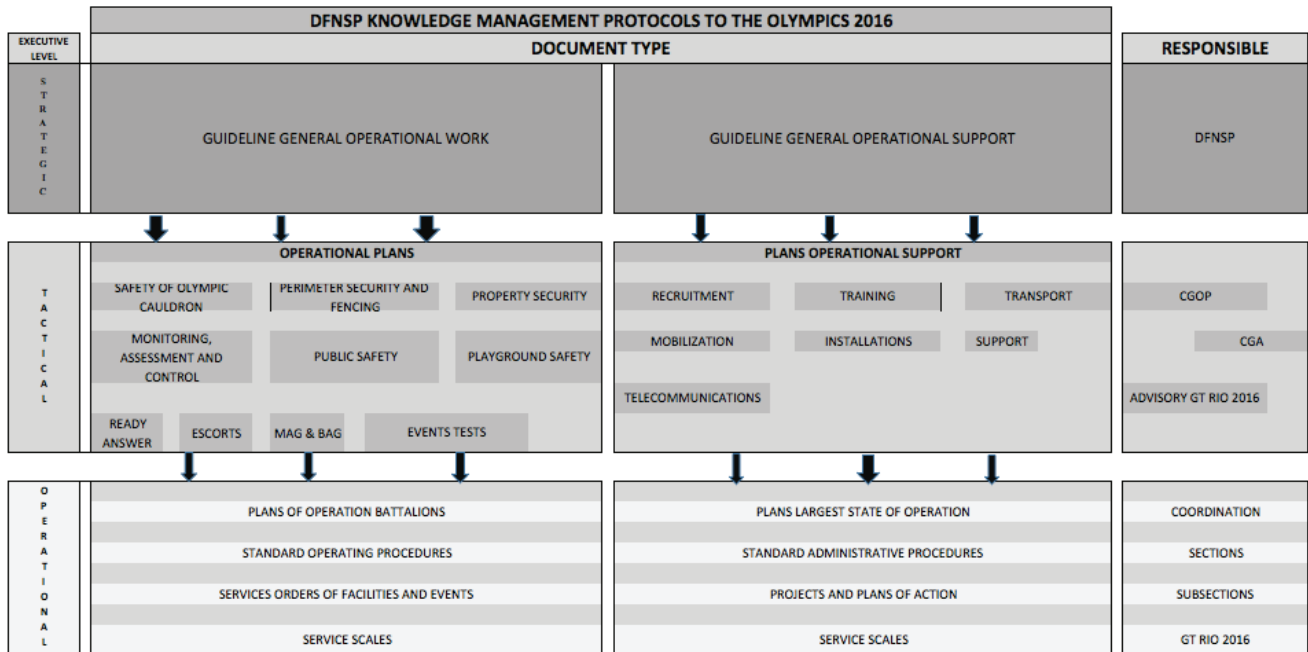 DFNSP KNOWLEDGE MANAGEMENT PROTOCOLS TO THE OLYMPICS 2016
EXECUTIVE
LEVEL
DOCUMENT TYPE
RESPONSIBLE
STRATEGIC
GUIDELINE GENERAL OPERATIONAL WORK
GUIDELINE GENERAL OPERATIONAL SUPPORT
DFNSP
TACTICAL
OPERATIONAL PLANS
SAFETY OF OLYMPIC
CAULDRON
PERIMETER SECURITY AND
FENCING
PROPERTY SECURITY
MONITORING,
ASSESSMENT AND
CONTROL
PUBLIC SAFETY
PLAYGROUND SAFETY
READY
ANSWER
ESCORTS
MAG & BAG
EVENTS TESTS
PLANS OPERATIONAL SUPPORT
RECRUITMENT
TRAINING
TRANSPORT
MOBILIZATION
INSTALLATIONS
SUPPORT
TELECOMMUNICATIONS
CGOP
CGA
ADVISORY GT RIO 2016
OPERATIONAL
PLANS OF OPERATION BATTALIONS
STANDARD OPERATING PROCEDURES
SERVICES ORDERS OF FACILITIES AND EVENTS
SERVICE SCALES
PLANS LARGEST STATE OF OPERATION
STANDARD ADMINISTRATIVE PROCEDURES
PROJECTS AND PLANS OF ACTION
SERVICE SCALES
COORDINATION
SECTIONS
SUBSECTIONS
GT RIO 2016